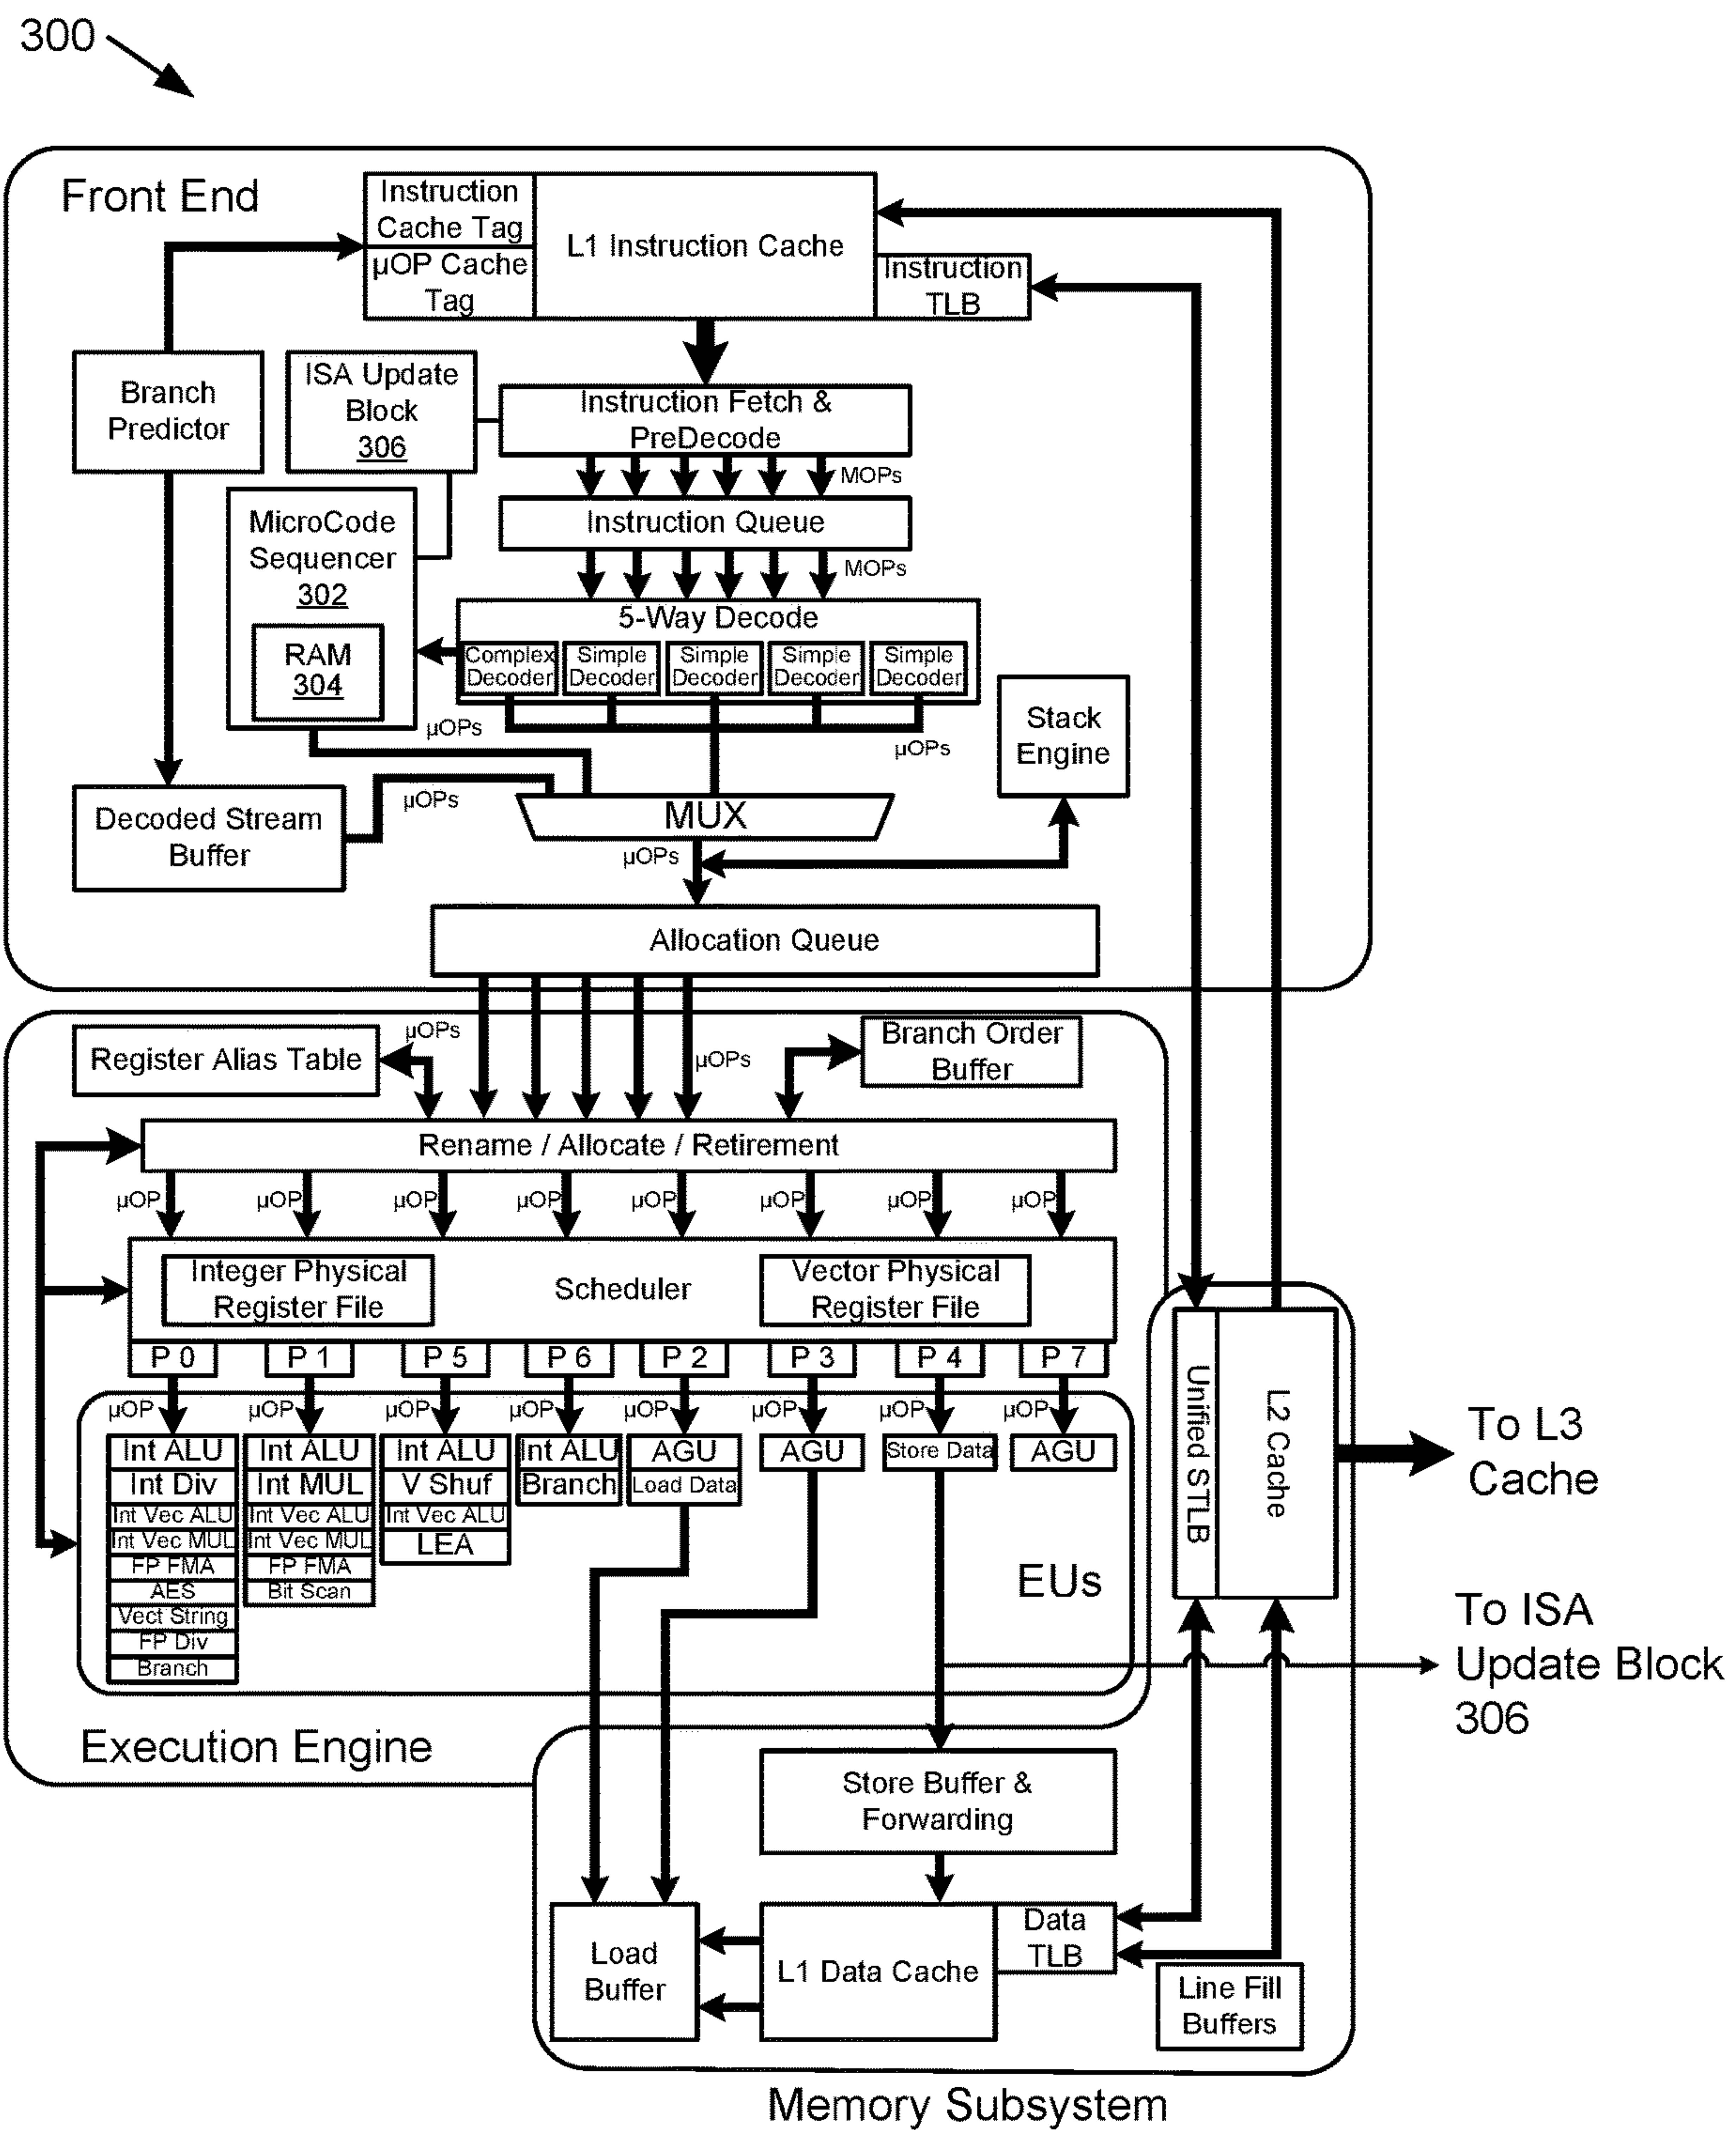 300
Front End
Instruction
Cache Tag
µOP Cache
Tag
L1 Instruction Cache
Instruction
TLB
Branch
Predictor
ISA Update
Block
306
Instruction Fetch &
PreDecode
MOPs
Instruction Queue
MOPs
MicroCode
Sequencer
302
RAM
304
5-Way Decode
Complex
Decoder
Simple
Decoder
Simple
Decoder
Simple
Decoder
Simple
Decoder
µOPs
µOPs
Stack
Engine
Decoded Stream
Buffer
µOPs
MUX
µOPs
Allocation Queue
Register Alias Table
µOPs
µOPs
Branch Order
Buffer
Rename / Allocate / Retirement
µOP µOP µOP µOP µOP µOP µOP µOP
Integer Physical
Register File
Scheduler
Vector Physical
Register File
P 0 P 1 P 5 P 6 P 2 P 3 P 4 P 7
µOP µOP µOP µOP µOP µOP µOP µOP
Int ALU
Int Div
Int Vec ALU
Int Vec MUL
FP FMA
AES
Vect String
FP Div
Branch
Int ALU
Int MUL
Int Vec ALU
Int Vec MUL
FP FMA
Bit Scan
Int ALU
V Shuf
Int Vec ALU
LEA
Int ALU
Branch
AGU
Load Data
AGU
Store Data
AGU
EUs
Execution Engine
Unified STLB
L2 Cache
To L3
Cache
To ISA
Update Block
306
Store Buffer &
Forwarding
Load
Buffer
L1 Data Cache
Data
TLB
Line Fill
Buffers
Memory Subsystem